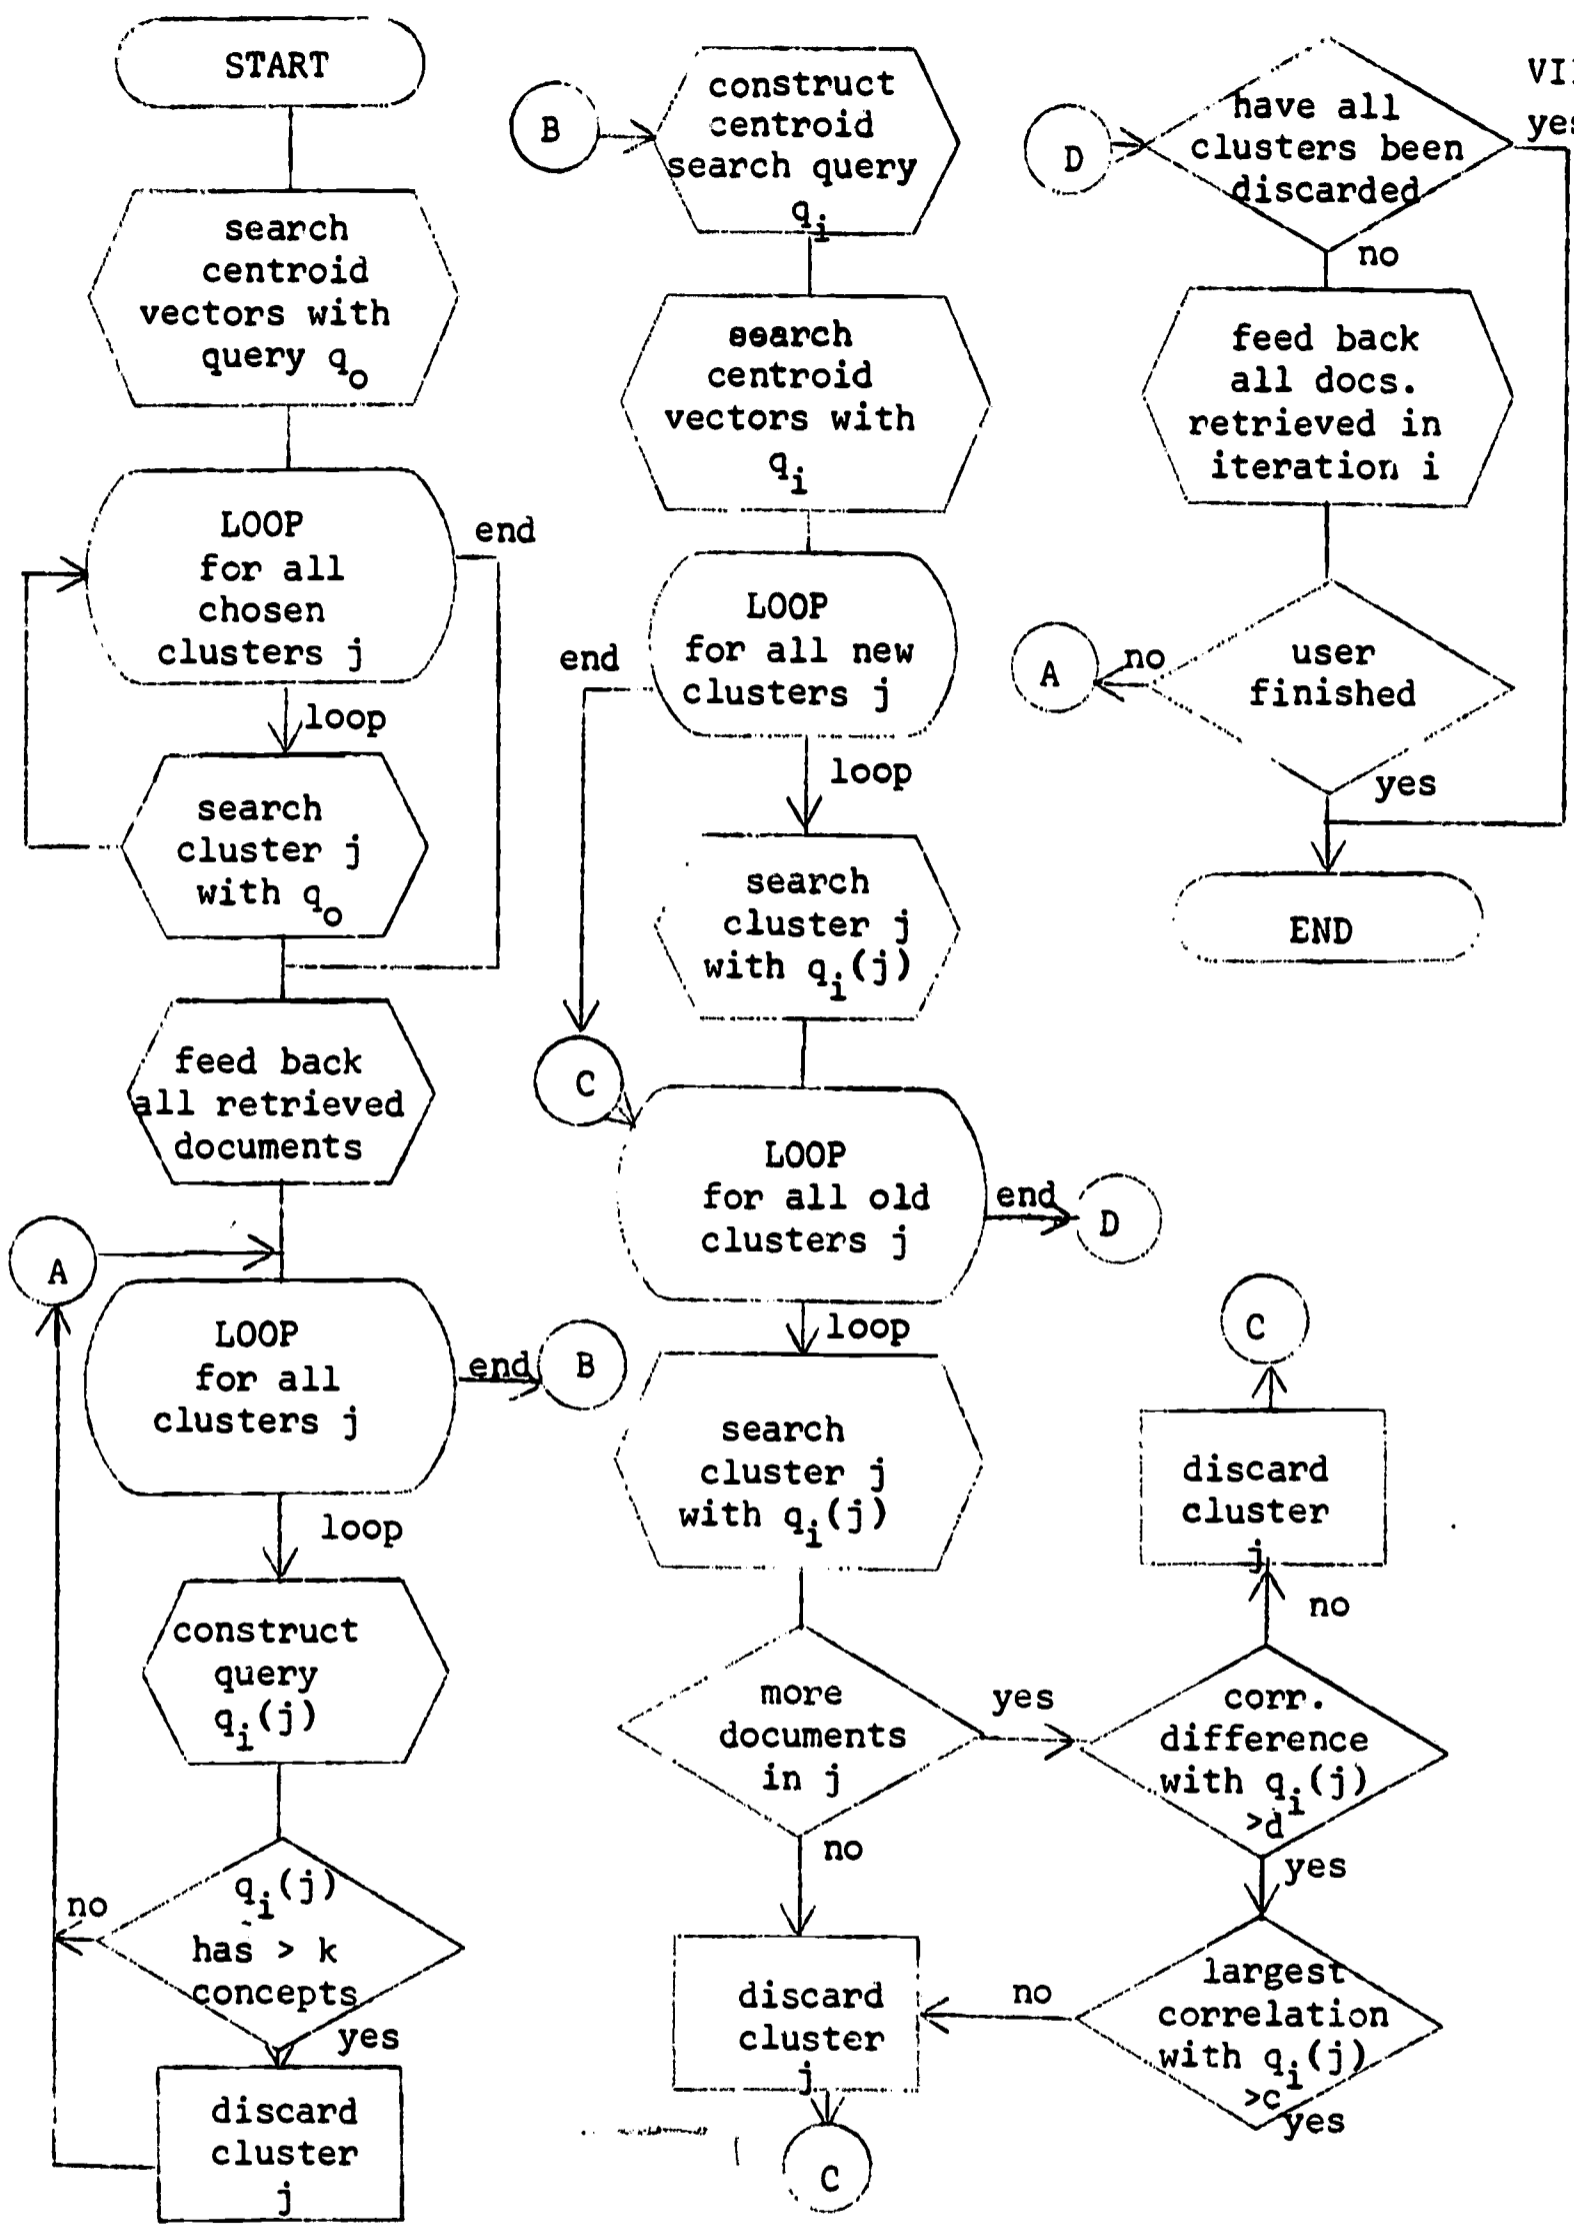 START
search
centroid
vectors with
query qo
LOOP
for all
chosen
clusters j
end
loop
search
cluster j
with qo
feed back
all retrieved
documents
A
LOOP
for all
clusters j
end
B
loop
construct
query
qi(j)
qi(j)
has > k
concepts
no
yes
discard
cluster
j
B
construct
centroid
search query
qi
search
centroid
vectors with
qi
LOOP
for all new
clusters j
end
loop
search
cluster j
with qi(j)
C
LOOP
for all old
clusters j
end
D
loop
search
cluster j
with qi(j)
more
documents
in j
yes
no
discard
cluster
j
C
D
have all
clusters been
discarded
yes
no
feed back
all docs.
retrieved in
iteration i
user
finished
no
A
yes
END
C
discard
cluster
j
no
corr.
difference
with qi(j)
>d
yes
largest
correlation
with qi(j)
>c
no
yes